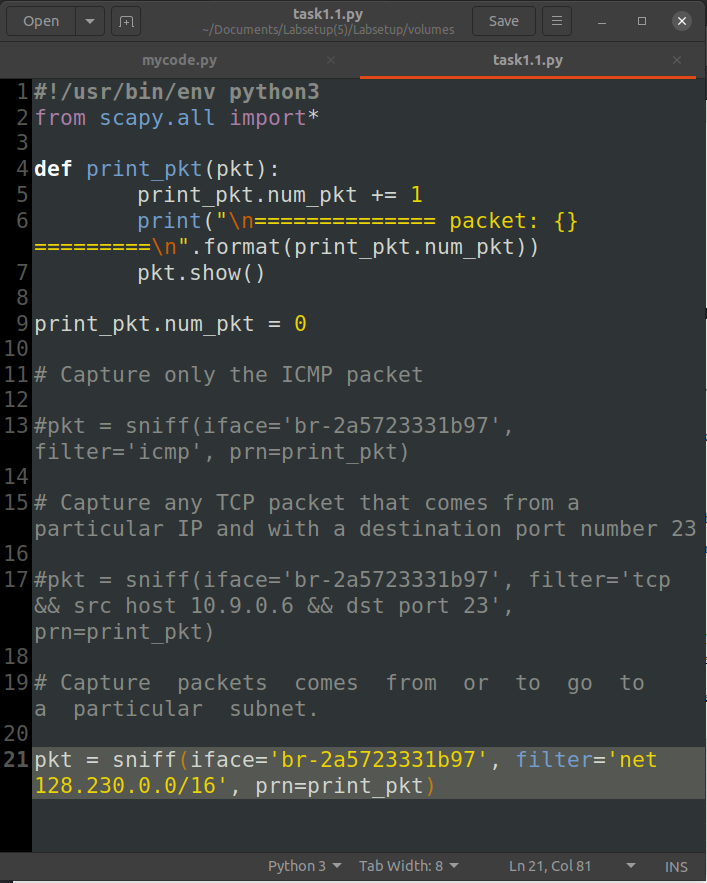 Open
task1.1.py
~/Documents/Labsetup(5)/Labsetup/volumes
Save
mycode.py
task1.1.py
1 #!/usr/bin/env python3
2 from scapy.all import*
3
4 def print_pkt(pkt):
5         print_pkt.num_pkt += 1
6         print("\n============== packet: {}
=========\n".format(print_pkt.num_pkt))
7         pkt.show()
8
9 print_pkt.num_pkt = 0
10
11 # Capture only the ICMP packet
12
13 #pkt = sniff(iface='br-2a5723331b97',
filter='icmp', prn=print_pkt)
14
15 # Capture any TCP packet that comes from a
particular IP and with a destination port number 23
16
17 #pkt = sniff(iface='br-2a5723331b97', filter='tcp
&& src host 10.9.0.6 && dst port 23',
prn=print_pkt)
18
19 # Capture  packets  comes  from  or  to  go  to
a  particular  subnet.
20
21 pkt = sniff(iface='br-2a5723331b97', filter='net
128.230.0.0/16', prn=print_pkt)
Python 3
Tab Width: 8
Ln 21, Col 81
INS